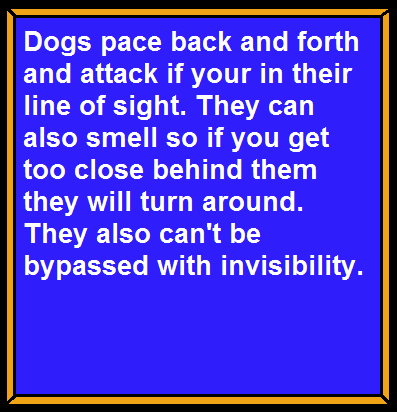 Dogs pace back and forth
and attack if your in their
line of sight. They can
also smell so if you get
too close behind them
they will turn around.
They also can't be
bypassed with invisibility.